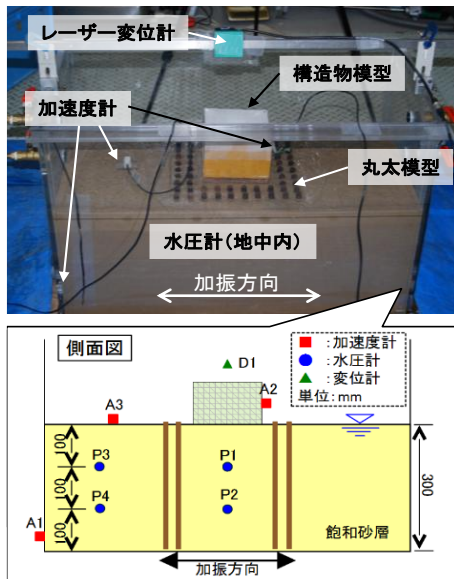 レーザー変位計
構造物模型
加速度計
丸太模型
水圧計(地中内)
加振方向
側面図
■ :加速度計
● :水圧計
▲ :変位計
単位:mm
D1
A2
A3
100
P3
P1
100
P4
P2
100
A1
300
飽和砂層
加振方向